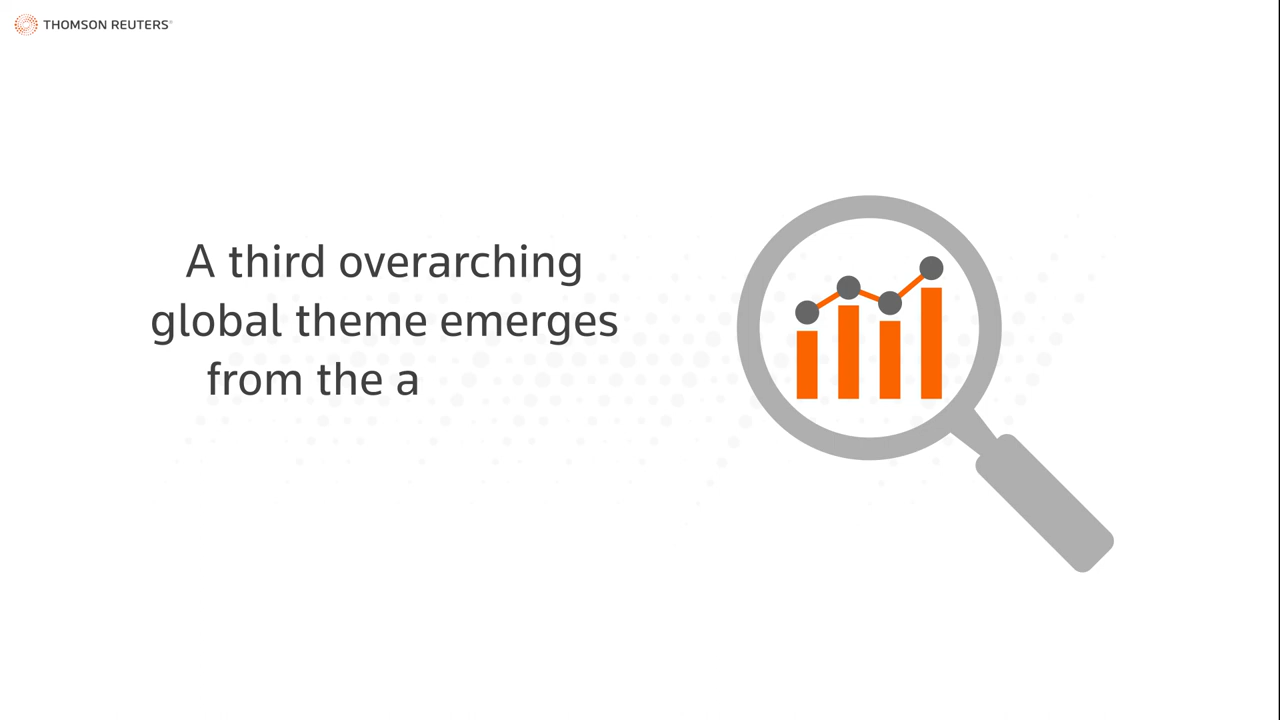 THOMSON REUTERS®
A third overarching
global theme emerges
from the a